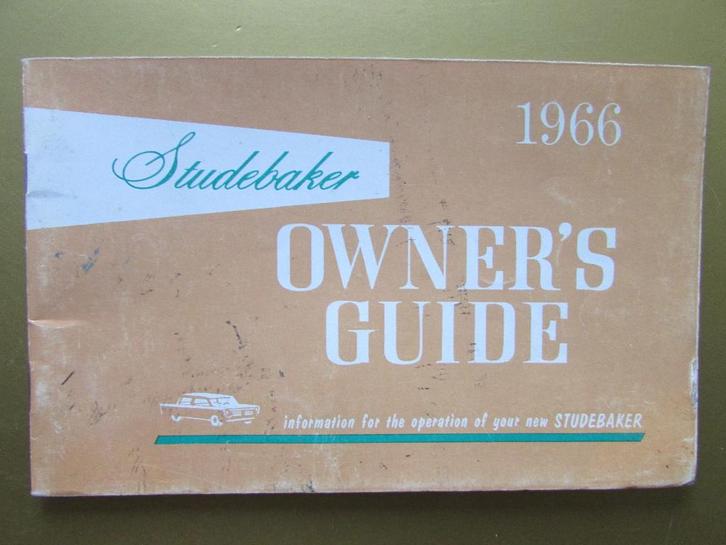 1966
Studebaker
OWNER'S
GUIDE
information for the operation of your new STUDEBAKER